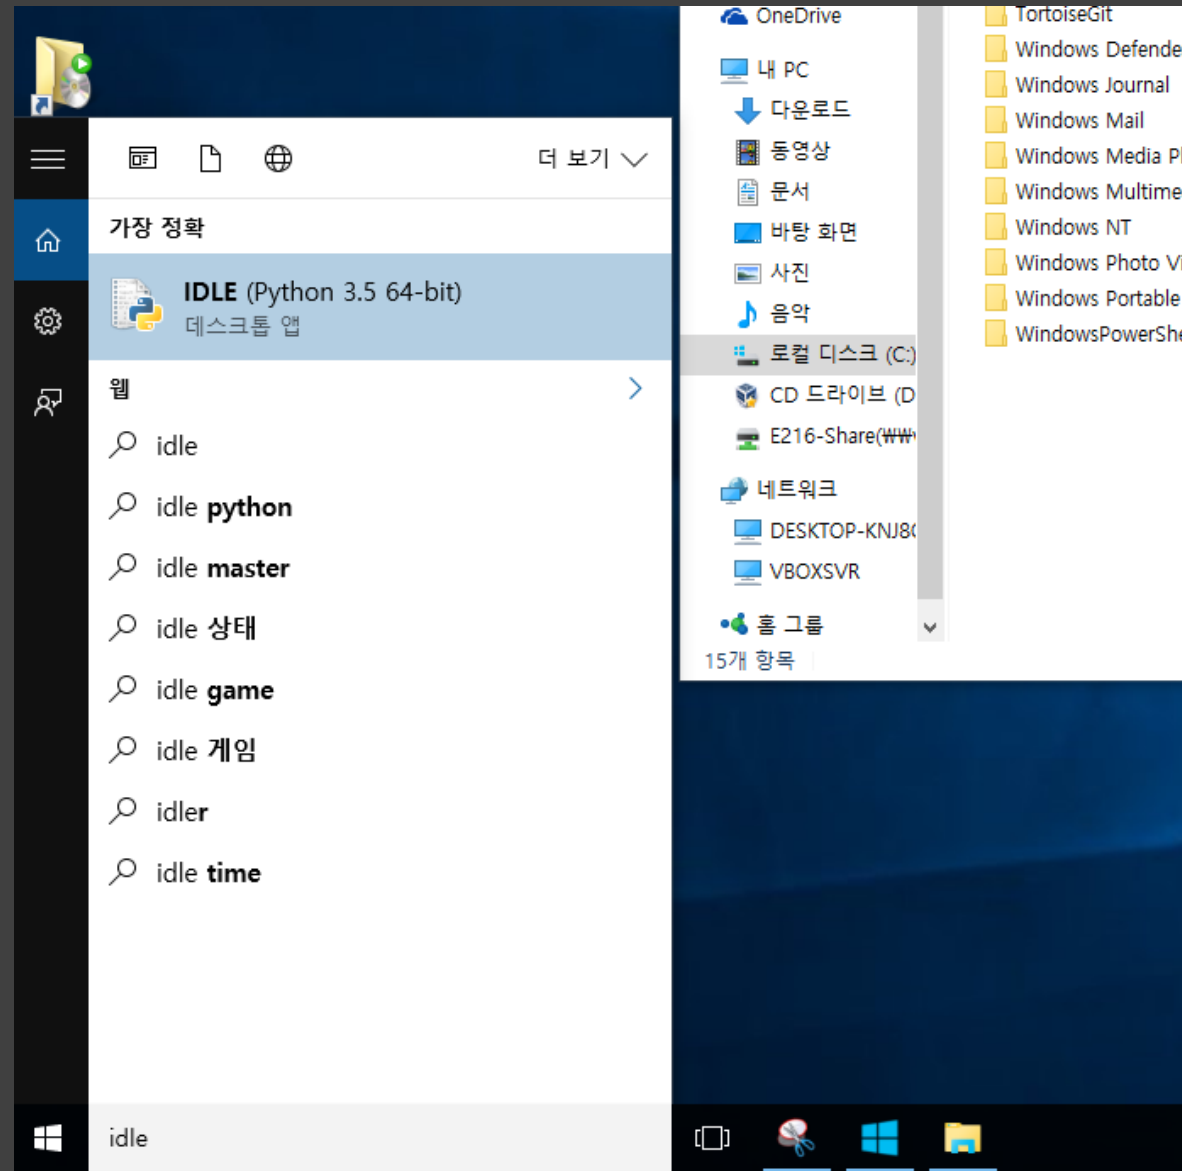 더 보기
가장 정확
IDLE (Python 3.5 64-bit)
데스크톱 앱
웹
idle
idle python
idle master
idle 상태
idle game
idle 게임
idler
idle time
idle
OneDrive
내 PC
다운로드
동영상
문서
바탕 화면
사진
음악
로컬 디스크 (C:)
CD 드라이브 (D
E216-Share(₩₩
네트워크
DESKTOP-KNJ8
VBOXSVR
홈 그룹
15개 항목
TortoiseGit
Windows Defende
Windows Journal
Windows Mail
Windows Media Pl
Windows Multime
Windows NT
Windows Photo Vi
Windows Portable
WindowsPowerShe